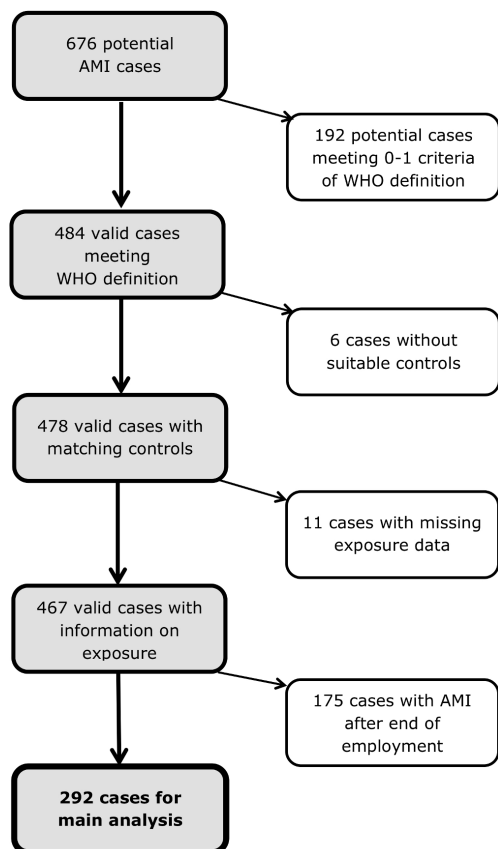 676 potential
AMI cases
192 potential cases
meeting 0-1 criteria
of WHO definition
484 valid cases
meeting
WHO definition
6 cases without
suitable controls
478 valid cases with
matching controls
11 cases with missing
exposure data
467 valid cases with
information on
exposure
175 cases with AMI
after end of
employment
292 cases for
main analysis